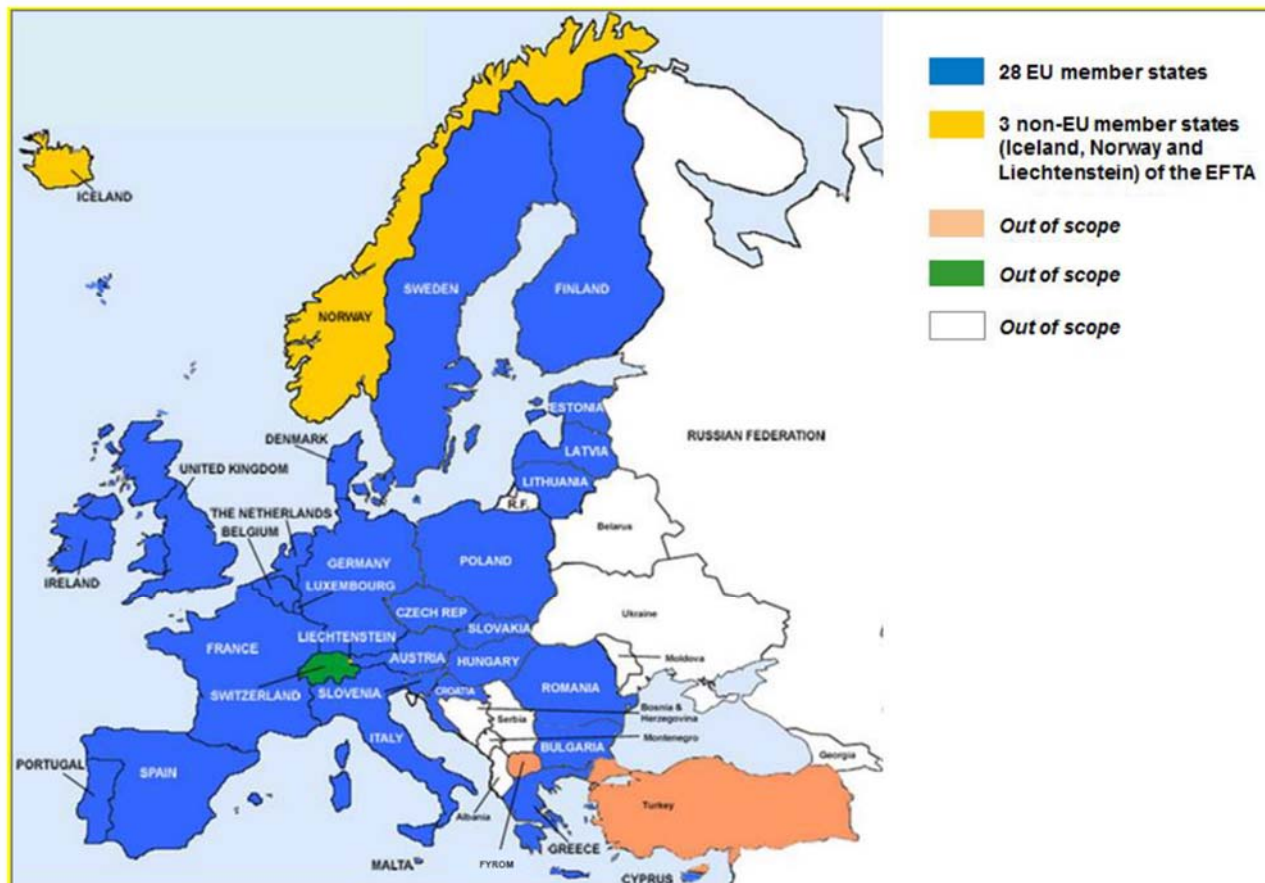 28 EU member states
3 non-EU member states
(Iceland, Norway and
Liechtenstein) of the EFTA
Out of scope
Out of scope
Out of scope
ICELAND
SWEDEN
FINLAND
NORWAY
ESTONIA
RUSSIAN FEDERATION
DENMARK
LATVIA
UNITED KINGDOM
LITHUANIA
R.F.
THE NETHERLANDS
Belarus
BELGIUM
GERMANY
POLAND
IRELAND
LUXEMBOURG
CZECH REP
Ukraine
SLOVAKIA
LIECHTENSTEIN
FRANCE
AUSTRIA
HUNGARY
Moldova
SWITZERLAND
SLOVENIA
CROATIA
ROMANIA
Bosnia &
Herzegovina
Serbia
Montenegro
ITALY
BULGARIA
Georgia
PORTUGAL
SPAIN
Turkey
Albania
GREECE
MALTA
FYROM
CYPRUS